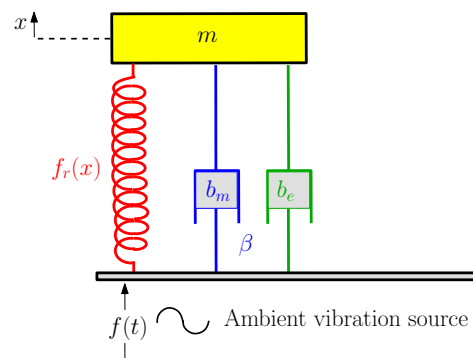 x
m
f_r(x)
b_m
b_e
β
f(t)
Ambient vibration source